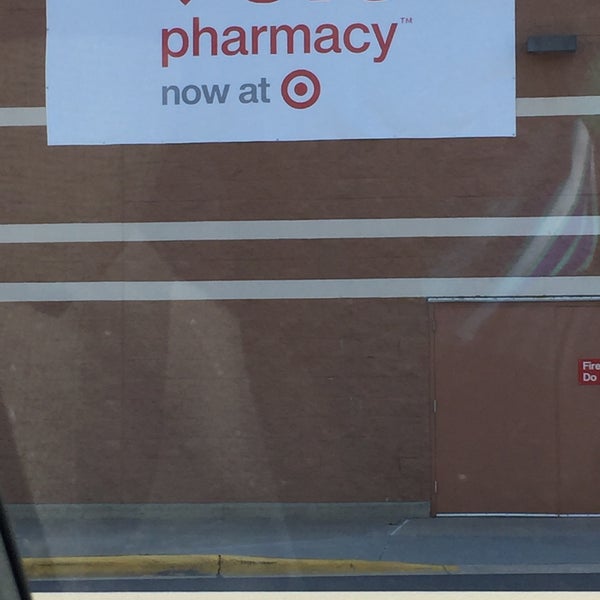 pharmacy™
now at
Fire
Do